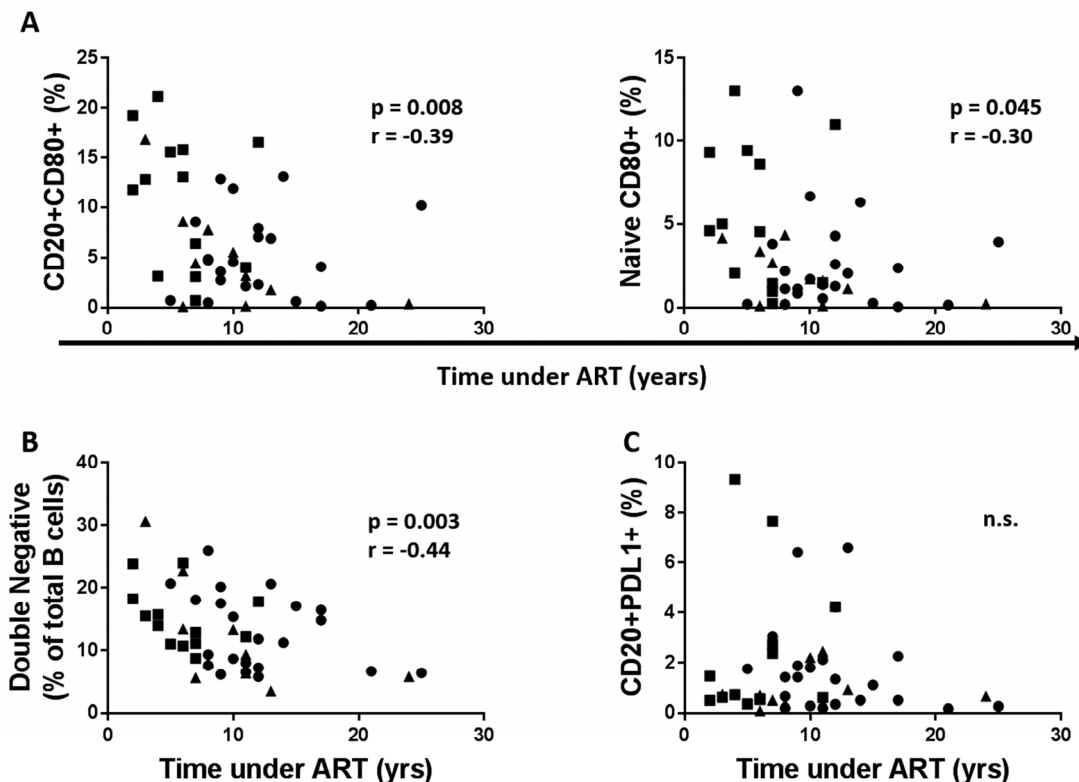 A
CD20+CD80+ (%)
25
20
15
10
5
0
p = 0.008
r = -0.39
0 10 20 30
Naive CD80+ (%)
15
10
5
0
p = 0.045
r = -0.30
0 10 20 30
Time under ART (years)
B
Double Negative
(% of total B cells)
40
30
20
10
0
p = 0.003
r = -0.44
0 10 20 30
Time under ART (yrs)
C
CD20+PDL1+ (%)
10
8
6
4
2
0
n.s.
0 10 20 30
Time under ART (yrs)